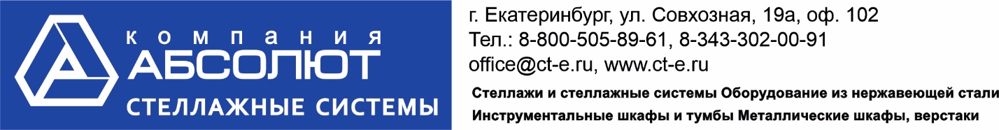 компания
АБСОЛЮТ
СТЕЛЛАЖНЫЕ СИСТЕМЫ
г. Екатеринбург, ул. Совхозная, 19а, оф. 102
Тел.: 8-800-505-89-61, 8-343-302-00-91
office@ct-e.ru, www.ct-e.ru
Стеллажи и стеллажные системы Оборудование из нержавеющей стали
Инструментальные шкафы и тумбы Металлические шкафы, верстаки